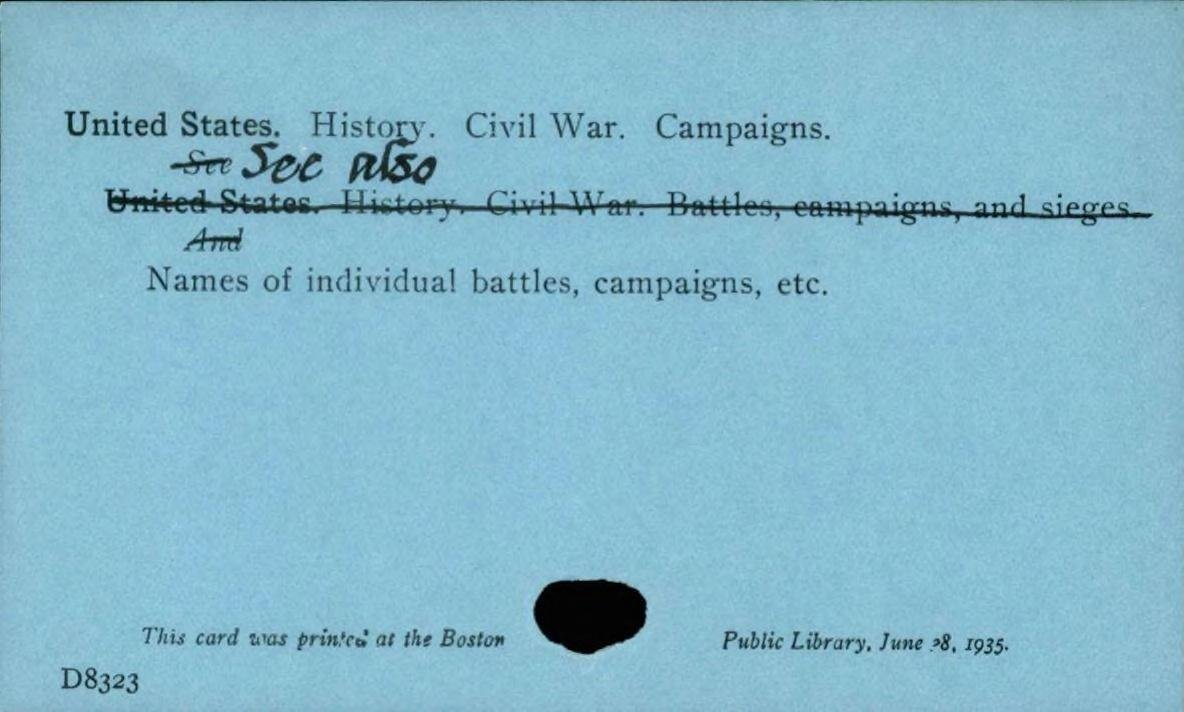 United States. History. Civil War. Campaigns.
See See also
United States. History. Civil War. Battles, campaigns, and sieges.
And
Names of individual battles, campaigns, etc.
This card was printed at the Boston Public Library, June 28, 1935.
D8323